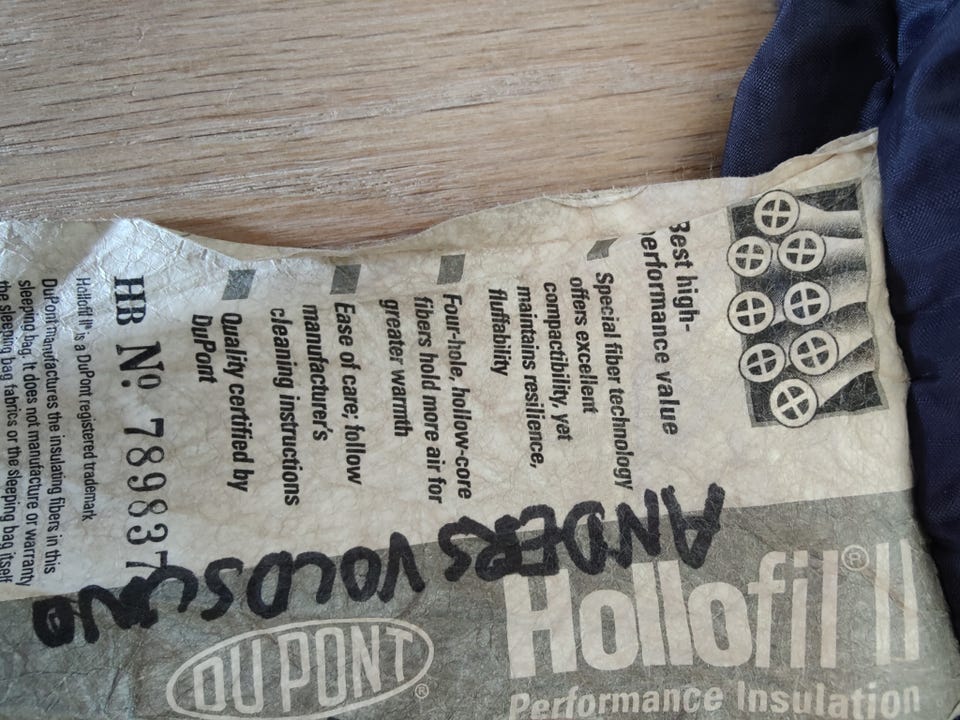 Best high-
performance value
Special fiber technology
offers excellent
compactibility, yet
maintains resilience,
fluffability
Four-hole, hollow-core
fibers hold more air for
greater warmth
Ease of care; follow
manufacturer's
cleaning instructions
Quality certified by
DuPont
HB Nº 789837
Hollofil® is a DuPont registered trademark
DuPont manufactures the insulating fibers in this
sleeping bag. It does not manufacture or warranty
the sleeping bag fabrics or the sleeping bag itself
ANDERS VOLDSUND
Hollofil® II
Performance Insulation
DU PONT®